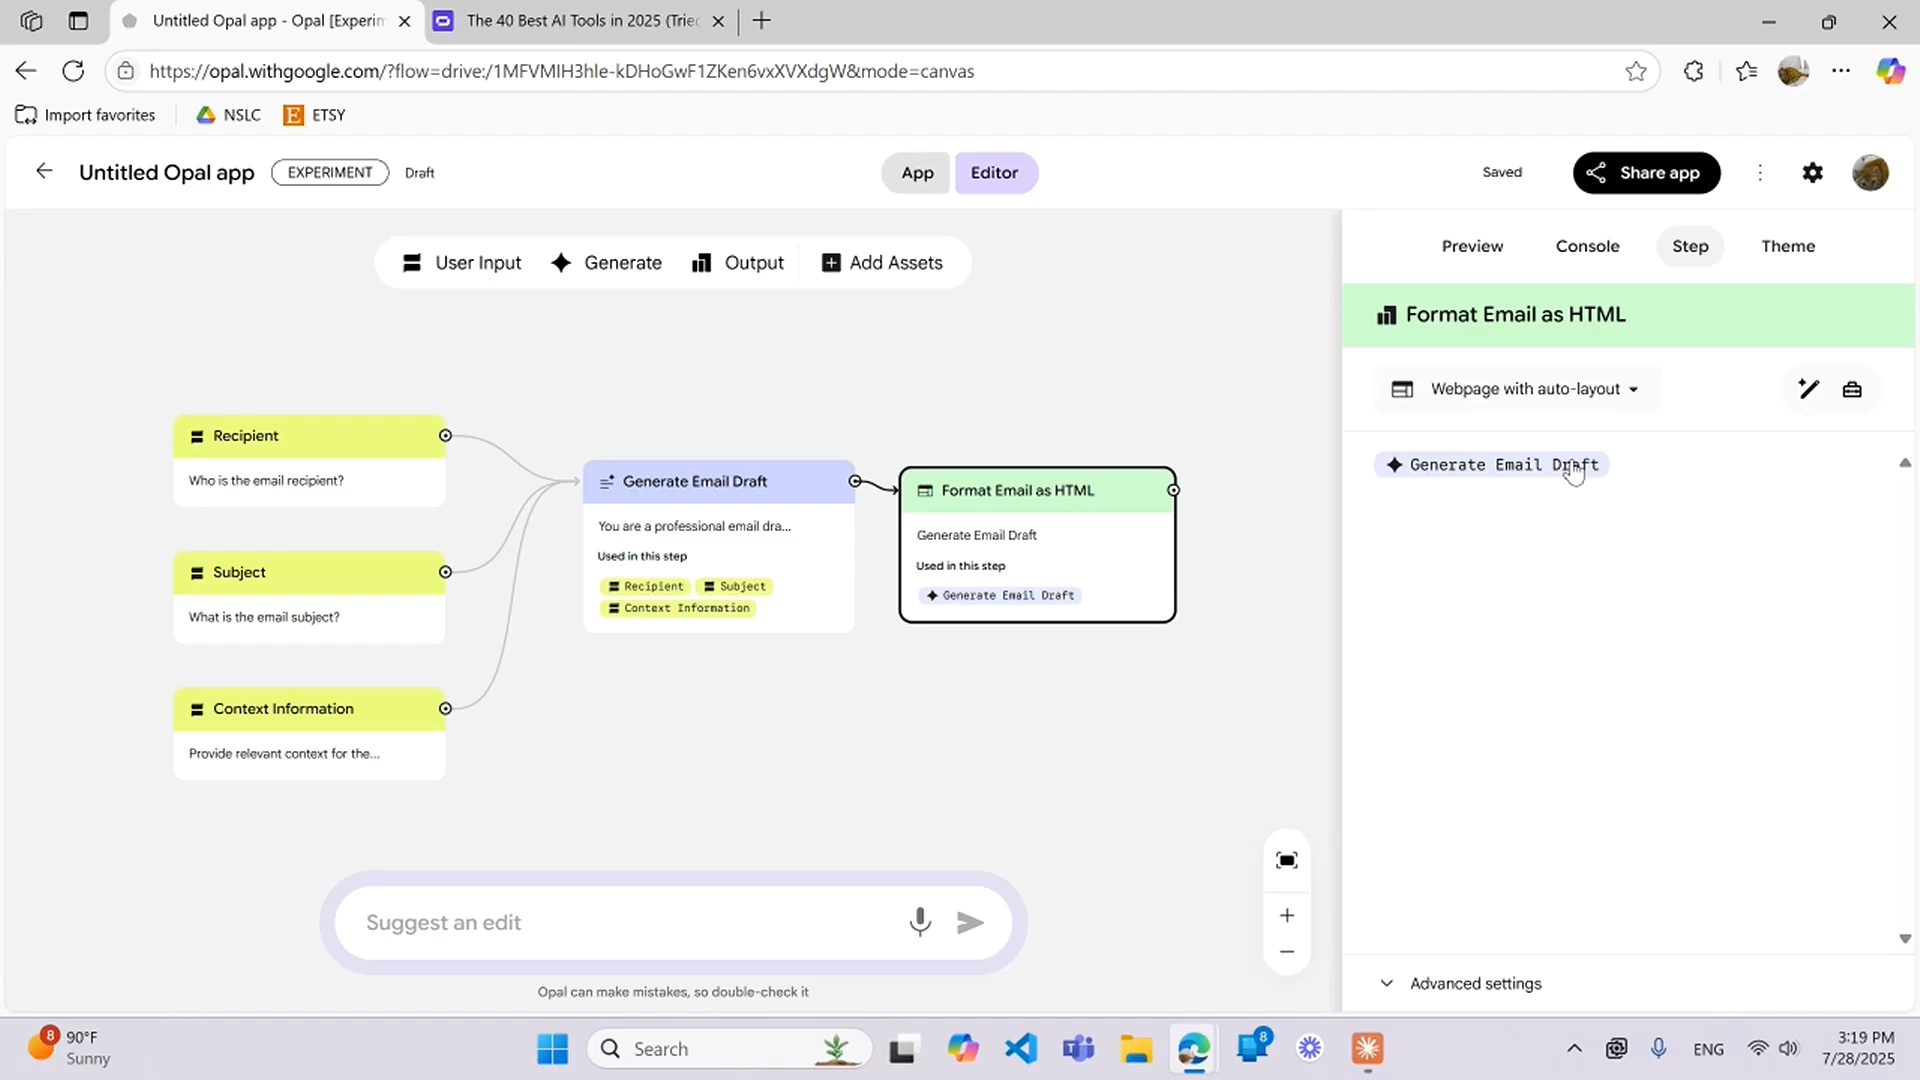 Untitled Opal app - Opal [Experim
The 40 Best AI Tools in 2025 (Tried
https://opal.withgoogle.com/?flow=drive:/1MFVMIH3hle-kDHoGwF1ZKen6vxXVXdgW&mode=canvas
Import favorites
NSLC
ETSY
Untitled Opal app
EXPERIMENT
Draft
App
Editor
Saved
Share app
User Input
Generate
Output
Add Assets
Preview
Console
Step
Theme
Format Email as HTML
Webpage with auto-layout
Generate Email Draft
Recipient
Who is the email recipient?
Subject
What is the email subject?
Context Information
Provide relevant context for the...
Generate Email Draft
You are a professional email dra...
Used in this step
Recipient
Subject
Context Information
Format Email as HTML
Generate Email Draft
Used in this step
Generate Email Draft
Suggest an edit
Opal can make mistakes, so double-check it
Advanced settings
8
90°F
Sunny
Search
8
ENG
3:19 PM
7/28/2025